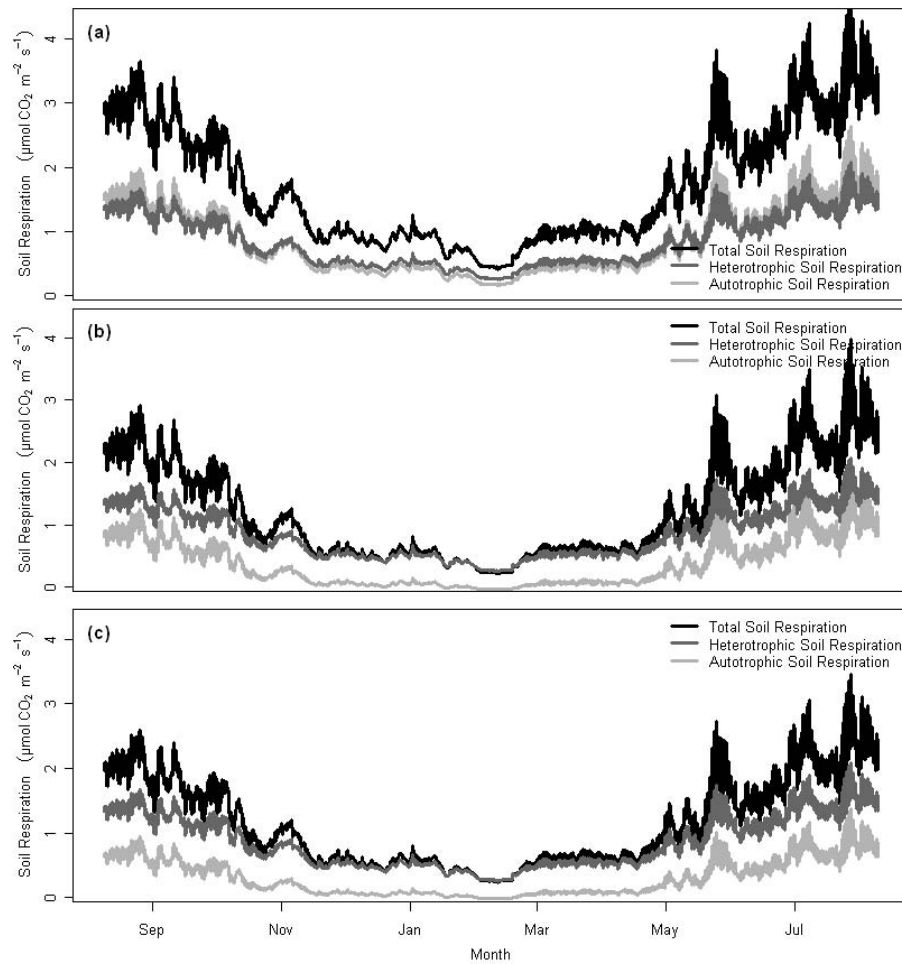 (a)
Soil Respiration (µmol CO₂ m⁻² s⁻¹)
4
3
2
1
0
Total Soil Respiration
Heterotrophic Soil Respiration
Autotrophic Soil Respiration
(b)
Soil Respiration (µmol CO₂ m⁻² s⁻¹)
4
3
2
1
0
Total Soil Respiration
Heterotrophic Soil Respiration
Autotrophic Soil Respiration
(c)
Soil Respiration (µmol CO₂ m⁻² s⁻¹)
4
3
2
1
0
Total Soil Respiration
Heterotrophic Soil Respiration
Autotrophic Soil Respiration
Sep Nov Jan Mar May Jul
Month